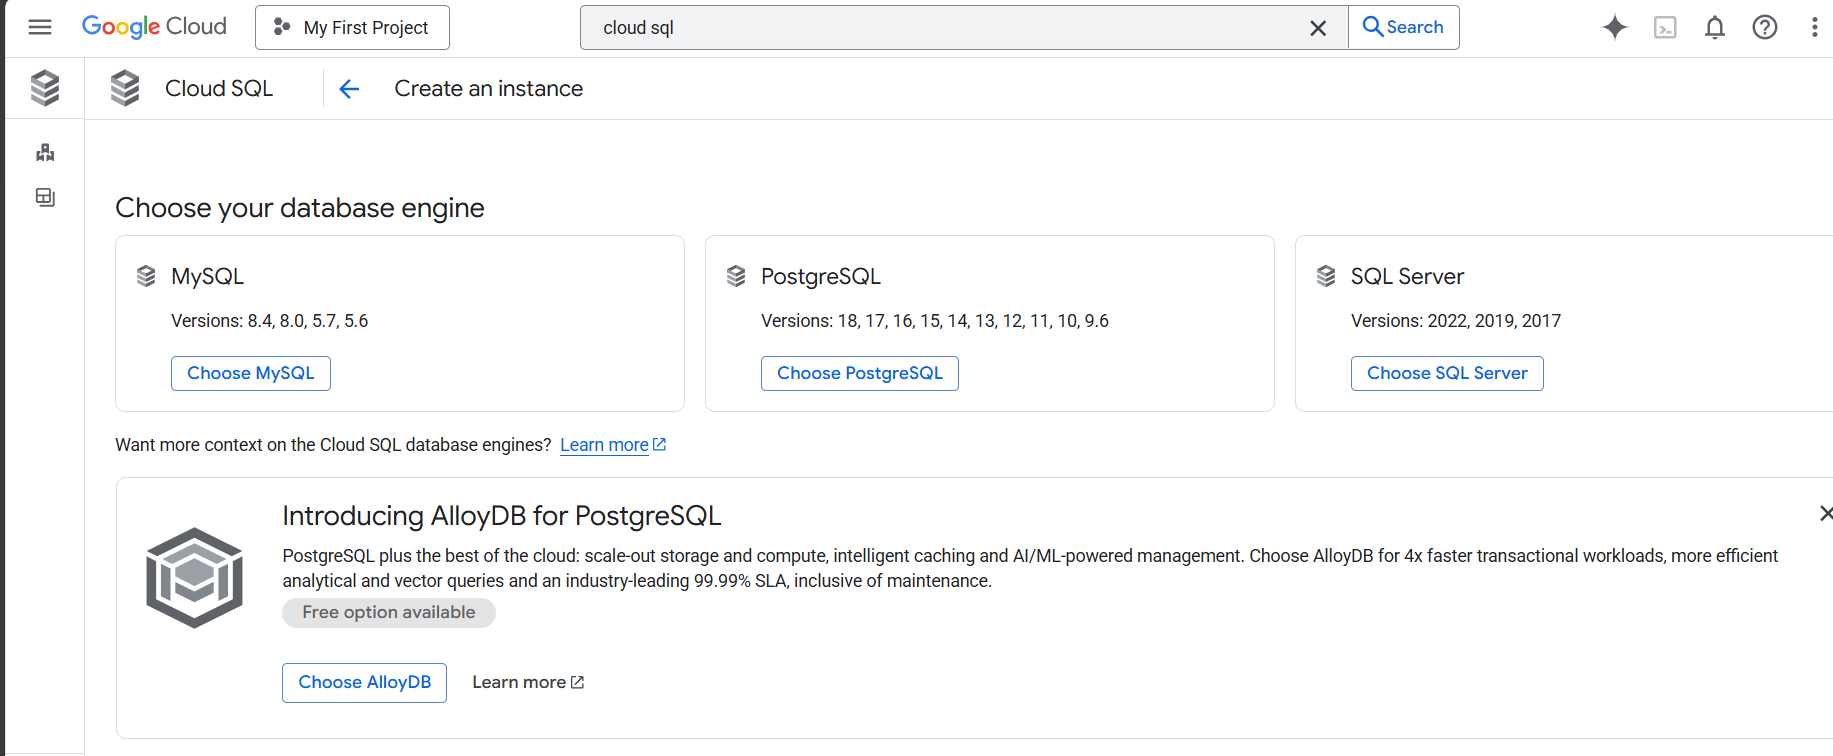 Google Cloud
My First Project
cloud sql
Search
Cloud SQL
Create an instance
Choose your database engine
MySQL
Versions: 8.4, 8.0, 5.7, 5.6
Choose MySQL
PostgreSQL
Versions: 18, 17, 16, 15, 14, 13, 12, 11, 10, 9.6
Choose PostgreSQL
SQL Server
Versions: 2022, 2019, 2017
Choose SQL Server
Want more context on the Cloud SQL database engines? Learn more
Introducing AlloyDB for PostgreSQL
PostgreSQL plus the best of the cloud: scale-out storage and compute, intelligent caching and AI/ML-powered management. Choose AlloyDB for 4x faster transactional workloads, more efficient
analytical and vector queries and an industry-leading 99.99% SLA, inclusive of maintenance.
Free option available
Choose AlloyDB
Learn more